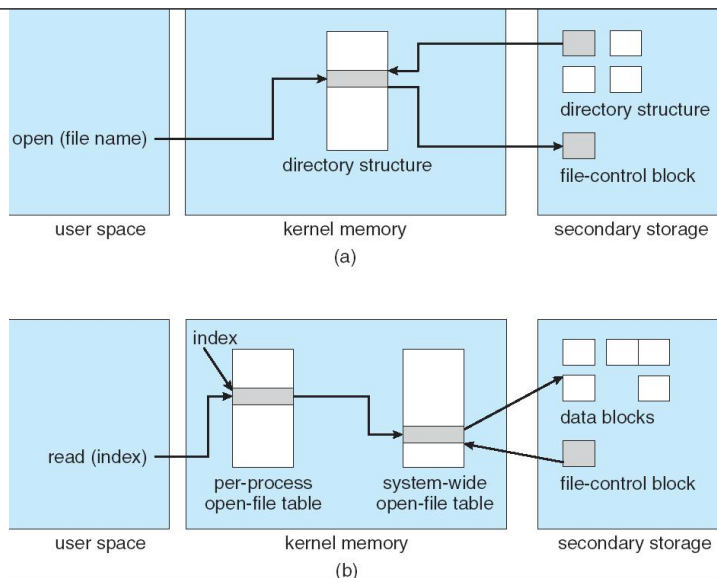 open (file name)
directory structure
directory structure
file-control block
user space
kernel memory
secondary storage
(a)
index
read (index)
per-process
open-file table
system-wide
open-file table
data blocks
file-control block
user space
kernel memory
secondary storage
(b)